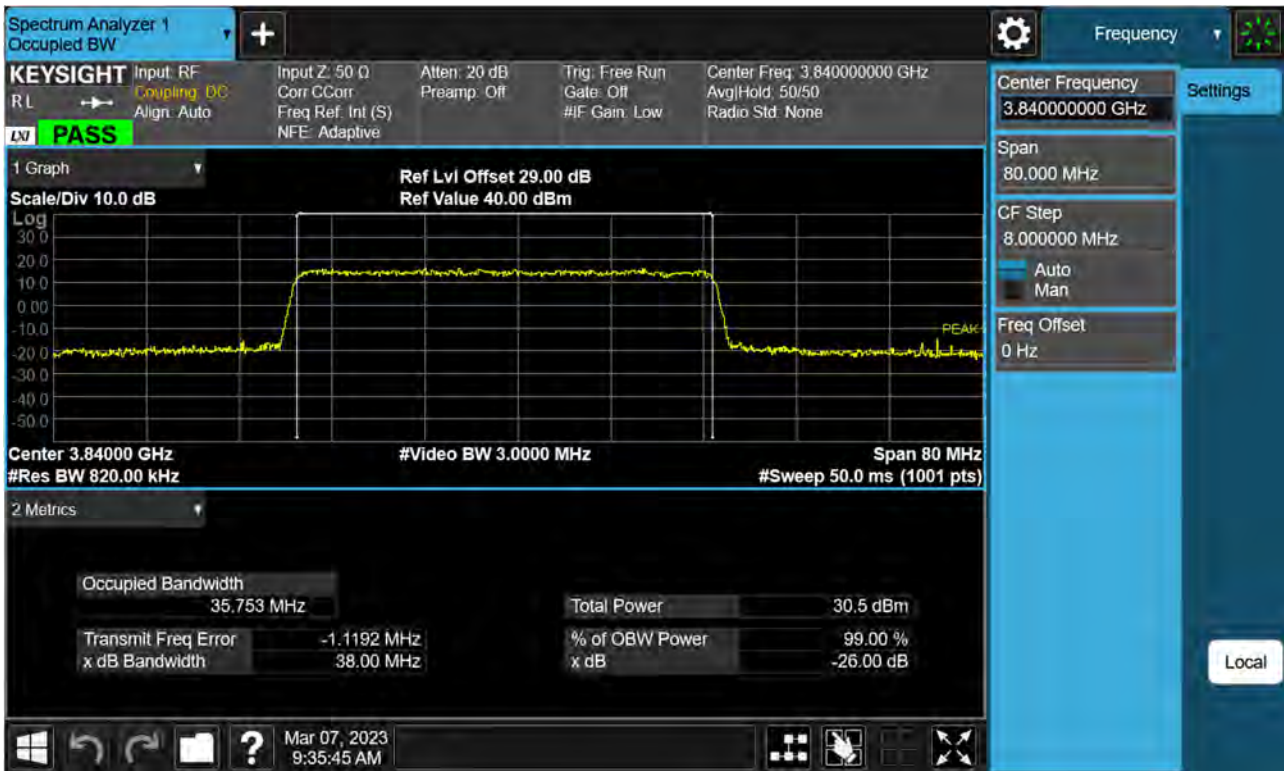 Spectrum Analyzer 1
Occupied BW
+
Frequency
KEYSIGHT
R L
LXI PASS
Input: RF
Coupling: DC
Align: Auto
Input Z: 50 Ω
Corr CCorr
Freq Ref: Int (S)
NFE: Adaptive
Atten: 20 dB
Preamp: Off
Trig: Free Run
Gate: Off
#IF Gain: Low
Center Freq: 3.840000000 GHz
Avg|Hold: 50/50
Radio Std: None
Center Frequency
3.840000000 GHz
Settings
Span
80.000 MHz
CF Step
8.000000 MHz
Auto
Man
Freq Offset
0 Hz
Local
1 Graph
Scale/Div 10.0 dB
Ref Lvl Offset 29.00 dB
Ref Value 40.00 dBm
Log
30.0
20.0
10.0
0.00
-10.0
-20.0
-30.0
-40.0
-50.0
PEAK
Center 3.84000 GHz
#Video BW 3.0000 MHz
Span 80 MHz
#Res BW 820.00 kHz
#Sweep 50.0 ms (1001 pts)
2 Metrics
Occupied Bandwidth
35.753 MHz
Total Power 30.5 dBm
Transmit Freq Error -1.1192 MHz
% of OBW Power 99.00 %
x dB Bandwidth 38.00 MHz
x dB -26.00 dB
?
Mar 07, 2023
9:35:45 AM